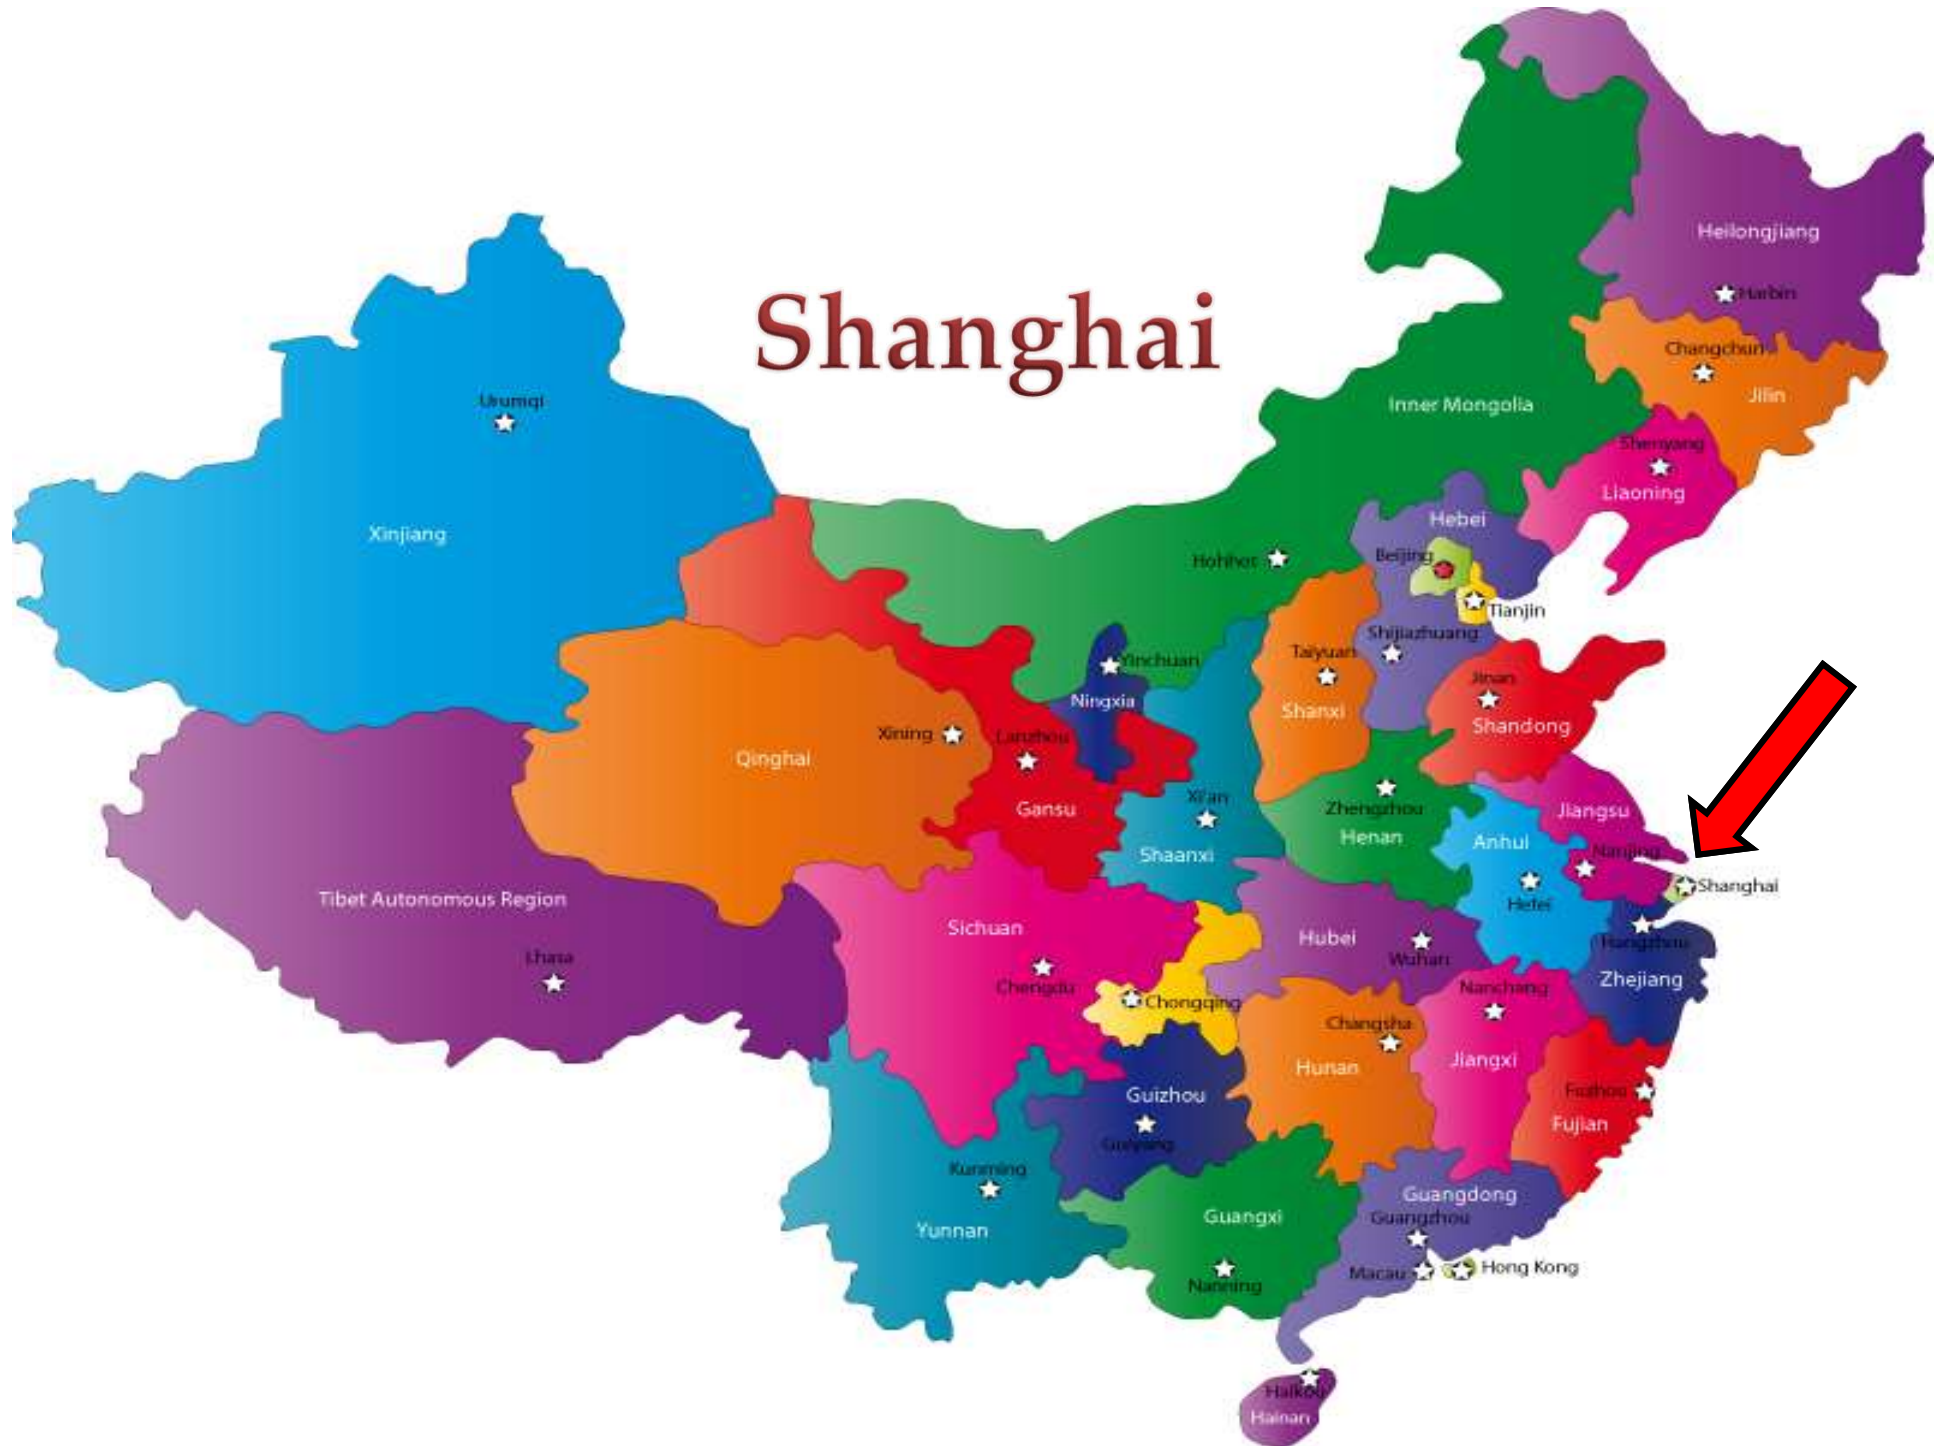 Heilongjiang
Harbin
Shanghai
Changchun
Jilin
Urumqi
Inner Mongolia
Shenyang
Liaoning
Hebei
Xinjiang
Beijing
Hohhot
Tianjin
Shijiazhuang
Taiyuan
Yinchuan
Jinan
Ningxia
Shanxi
Shandong
Xining
Lanzhou
Qinghai
Xi'an
Zhengzhou
Jiangsu
Gansu
Henan
Anhui
Nanjing
Shaanxi
Shanghai
Tibet Autonomous Region
Hefei
Sichuan
Hubei
Hangzhou
Lhasa
Wuhan
Zhejiang
Chengdu
Nanchang
Chongqing
Changsha
Jiangxi
Hunan
Guizhou
Fuzhou
Fujian
Guiyang
Kunming
Guangdong
Guangxi
Guangzhou
Yunnan
Macau
Hong Kong
Nanning
Haikou
Hainan